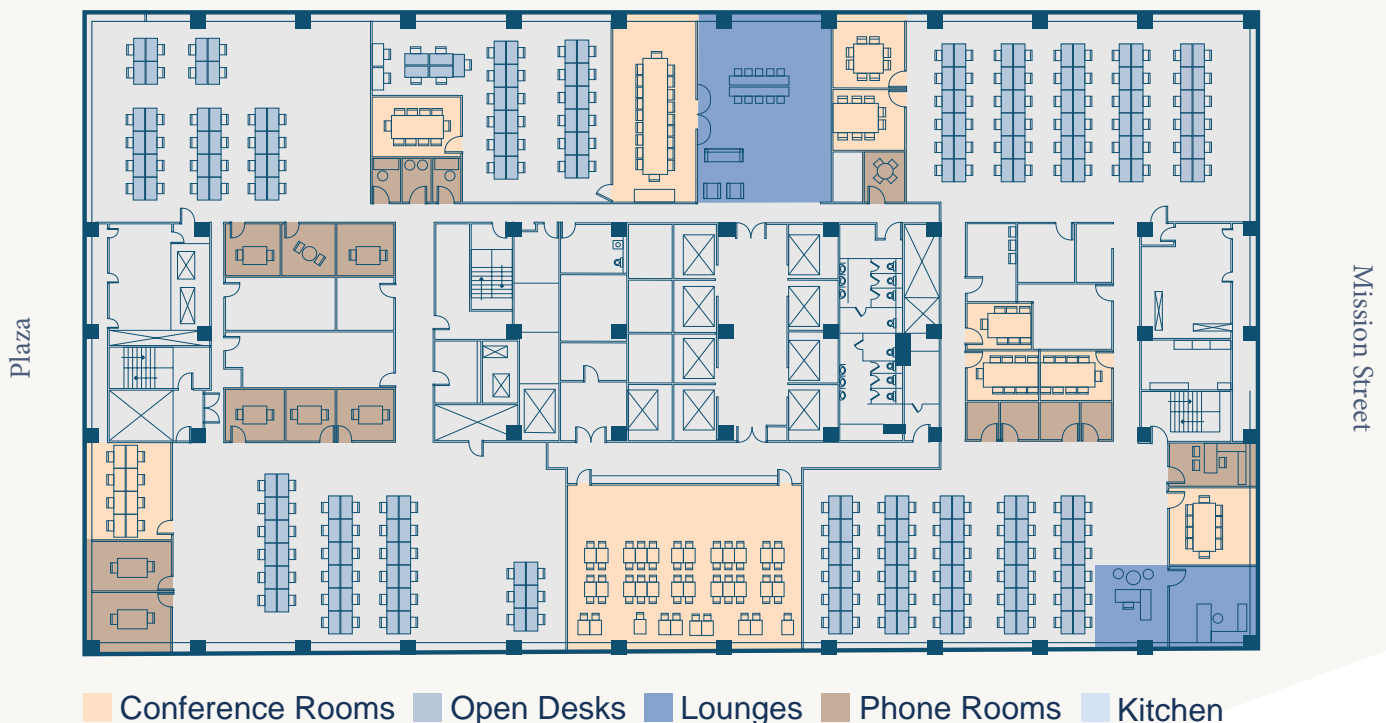 Plaza
Mission Street
Conference Rooms
Open Desks
Lounges
Phone Rooms
Kitchen